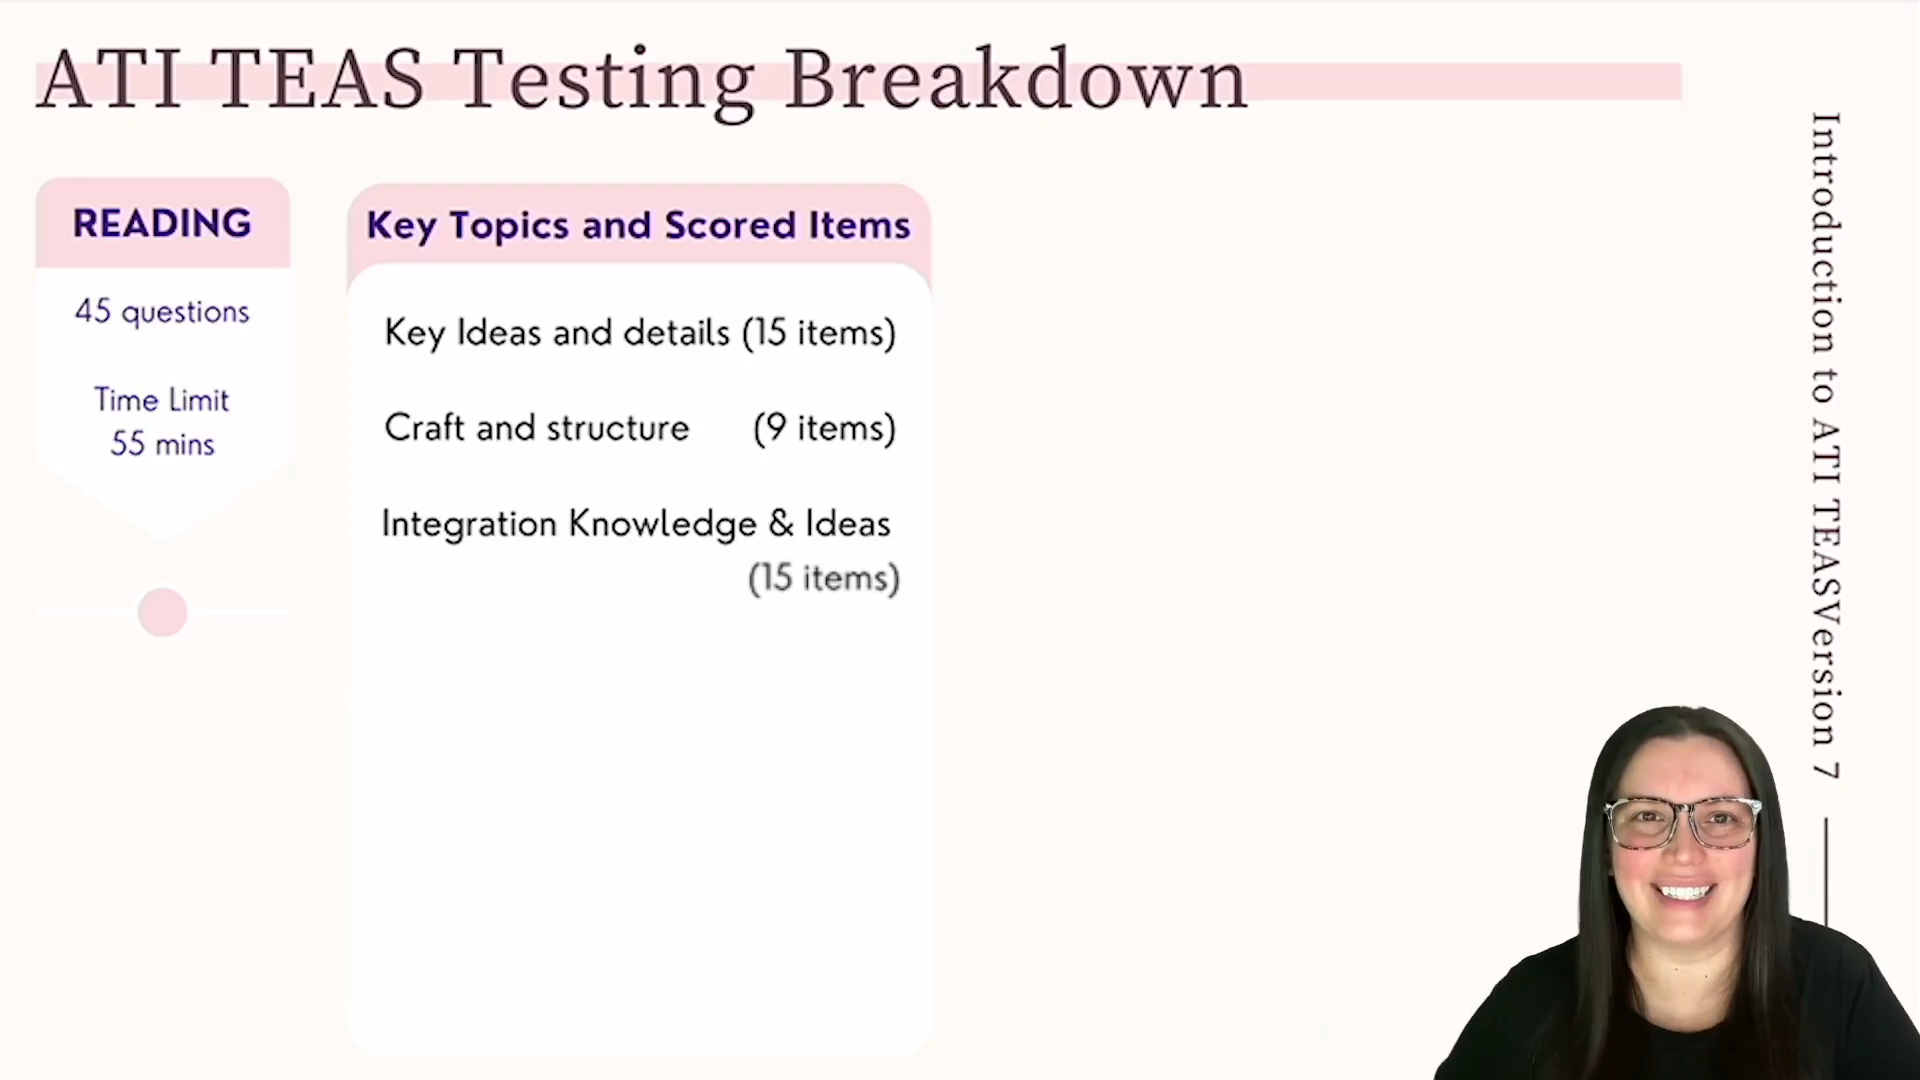 ATI TEAS Testing Breakdown
READING
45 questions
Time Limit
55 mins
Key Topics and Scored Items
Key Ideas and details (15 items)
Craft and structure (9 items)
Integration Knowledge & Ideas
(15 items)
Introduction to ATI TEASVersion 7